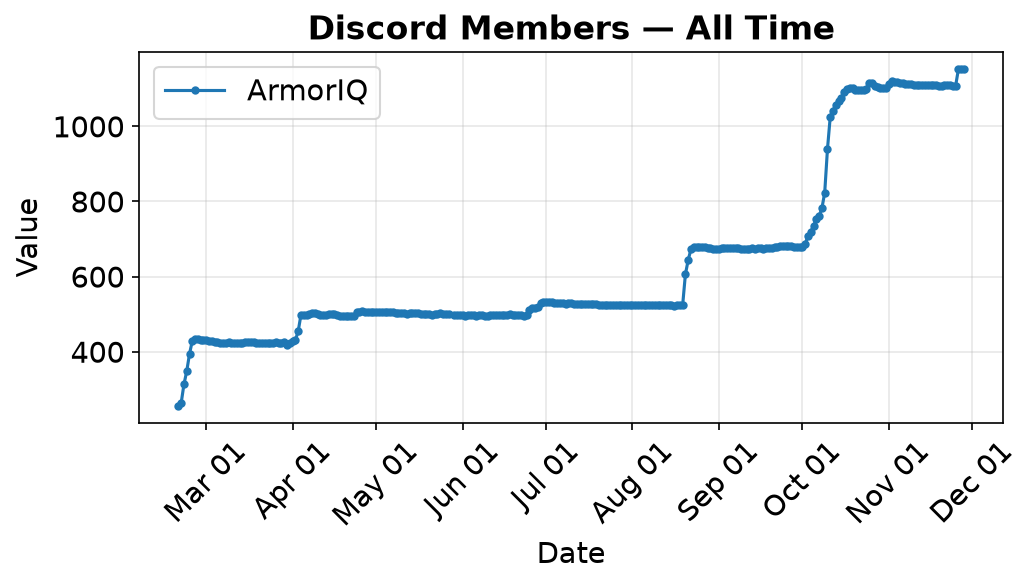 Discord Members — All Time
ArmorIQ
Value
1000
800
600
400
Mar 01
Apr 01
May 01
Jun 01
Jul 01
Aug 01
Sep 01
Oct 01
Nov 01
Dec 01
Date